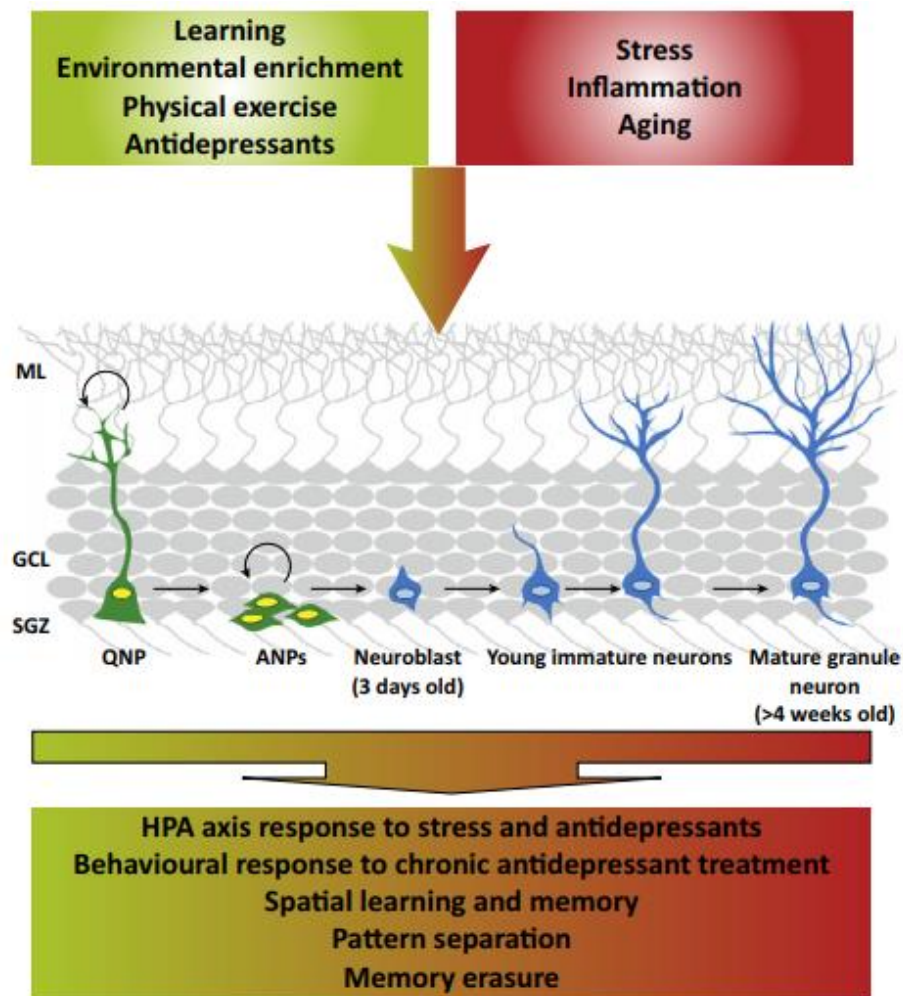 Learning
Environmental enrichment
Physical exercise
Antidepressants
Stress
Inflammation
Aging
ML
GCL
SGZ
QNP
ANPs
Neuroblast
(3 days old)
Young immature neurons
Mature granule
neuron
(>4 weeks old)
HPA axis response to stress and antidepressants
Behavioural response to chronic antidepressant treatment
Spatial learning and memory
Pattern separation
Memory erasure